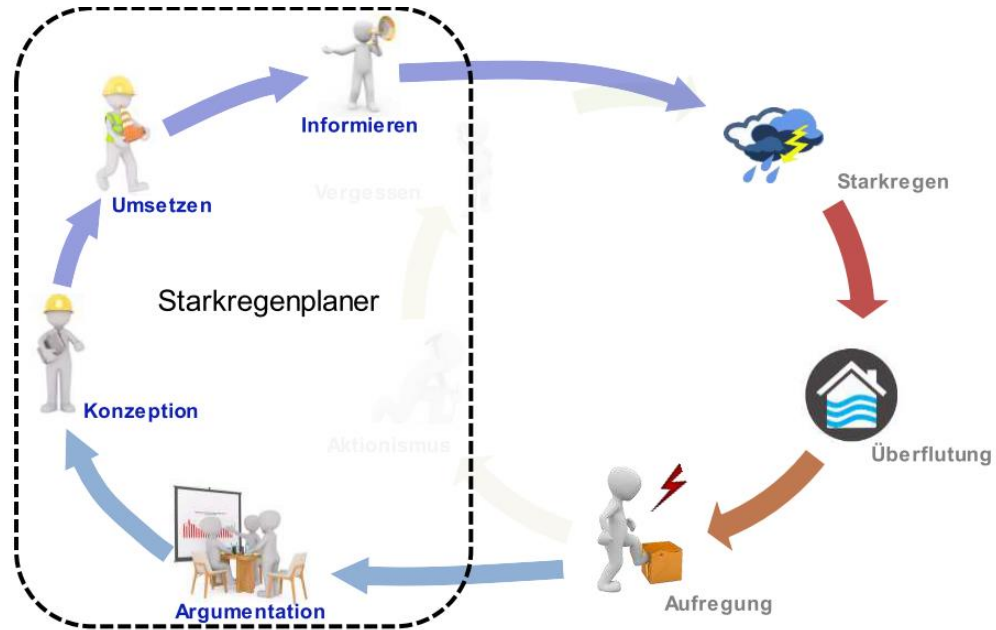 Informieren
Umsetzen
Vergessen
Starkregen
Starkregenplaner
Konzeption
Aktionismus
Überflutung
Argumentation
Aufregung